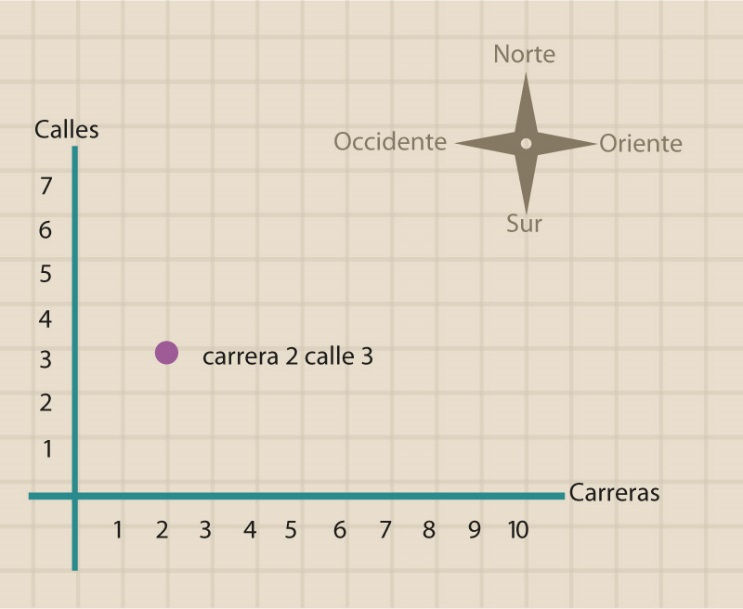 Norte
Occidente
Oriente
Sur
Calles
7
6
5
4
3
2
1
carrera 2 calle 3
Carreras
1 2 3 4 5 6 7 8 9 10